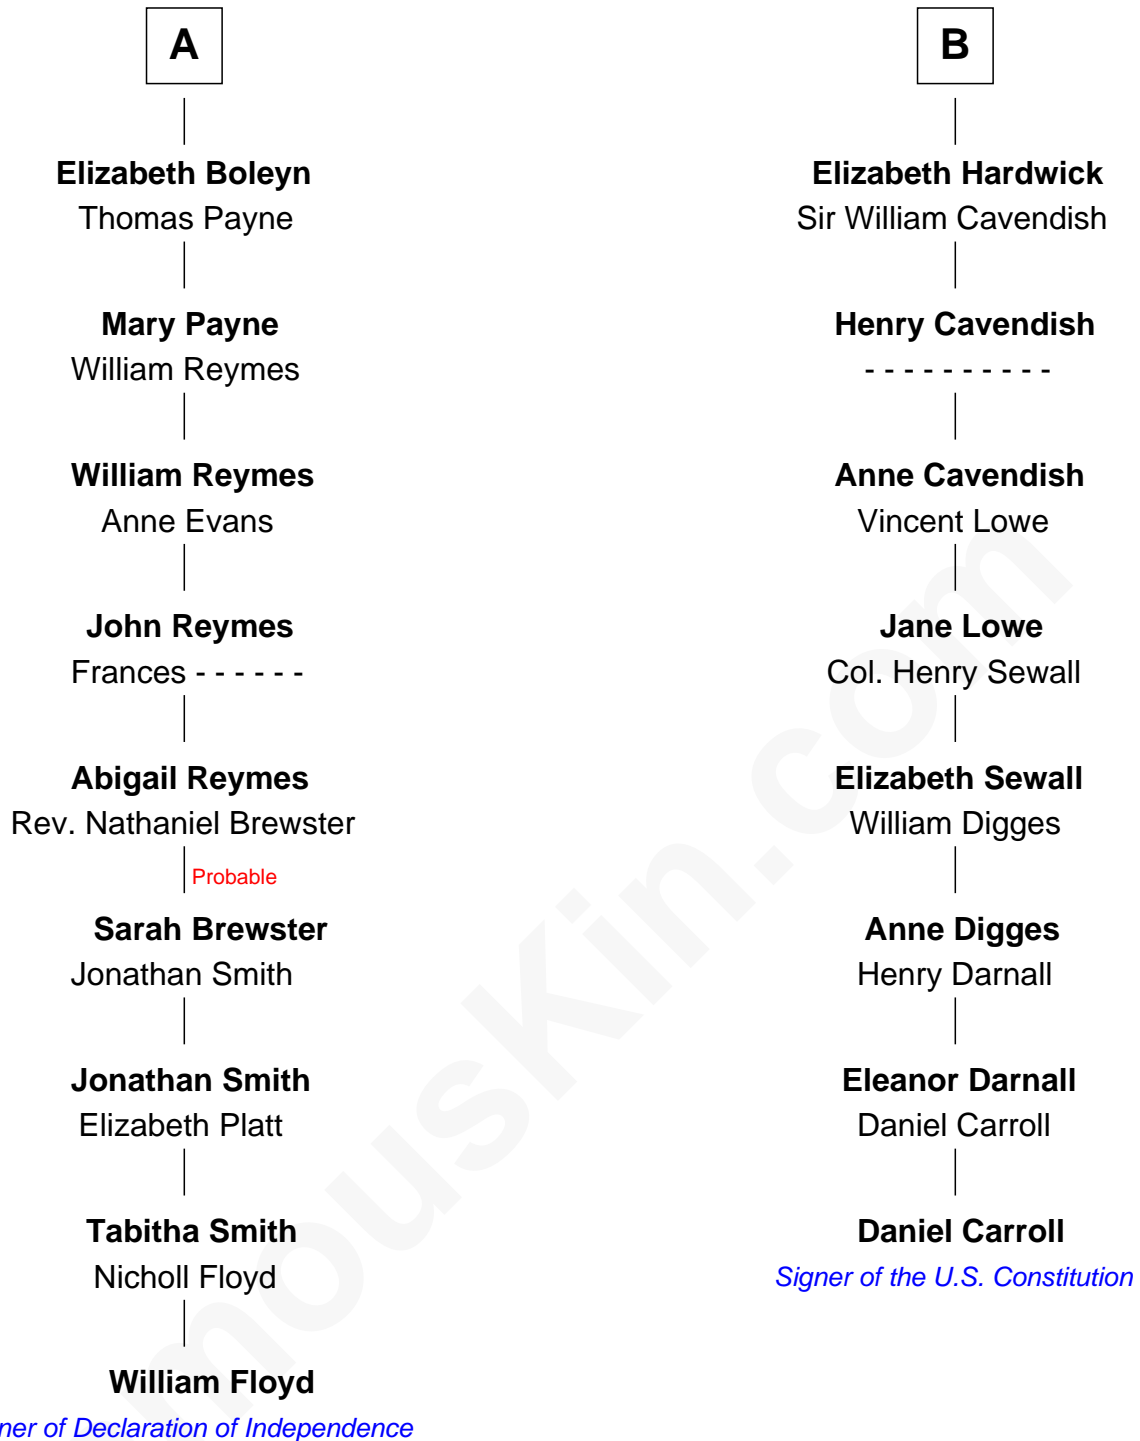 A
Elizabeth Boleyn
Thomas Payne
Mary Payne
William Reymes
William Reymes
Anne Evans
John Reymes
Frances - - - - - -
Abigail Reymes
Rev. Nathaniel Brewster
Probable
Sarah Brewster
Jonathan Smith
Jonathan Smith
Elizabeth Platt
Tabitha Smith
Nicholl Floyd
William Floyd
ner of Declaration of Independence
B
Elizabeth Hardwick
Sir William Cavendish
Henry Cavendish
- - - - - - - - - -
Anne Cavendish
Vincent Lowe
Jane Lowe
Col. Henry Sewall
Elizabeth Sewall
William Digges
Anne Digges
Henry Darnall
Eleanor Darnall
Daniel Carroll
Daniel Carroll
Signer of the U.S. Constitution
mousKin.com